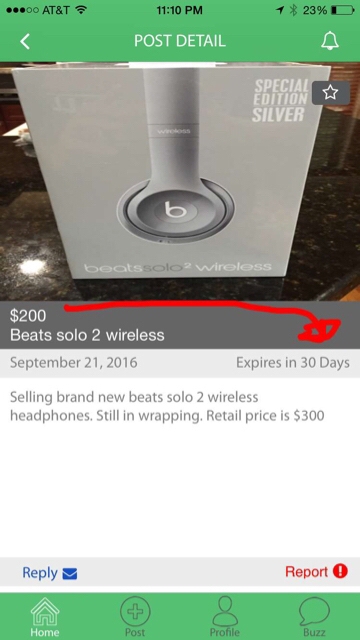 AT&T 11:10 PM 23%
POST DETAIL
SPECIAL
EDITION
SILVER
wireless
b
beatssolo² wireless
$200
Beats solo 2 wireless
September 21, 2016 Expires in 30 Days
Selling brand new beats solo 2 wireless
headphones. Still in wrapping. Retail price is $300
Reply Report
Home Post Profile Buzz